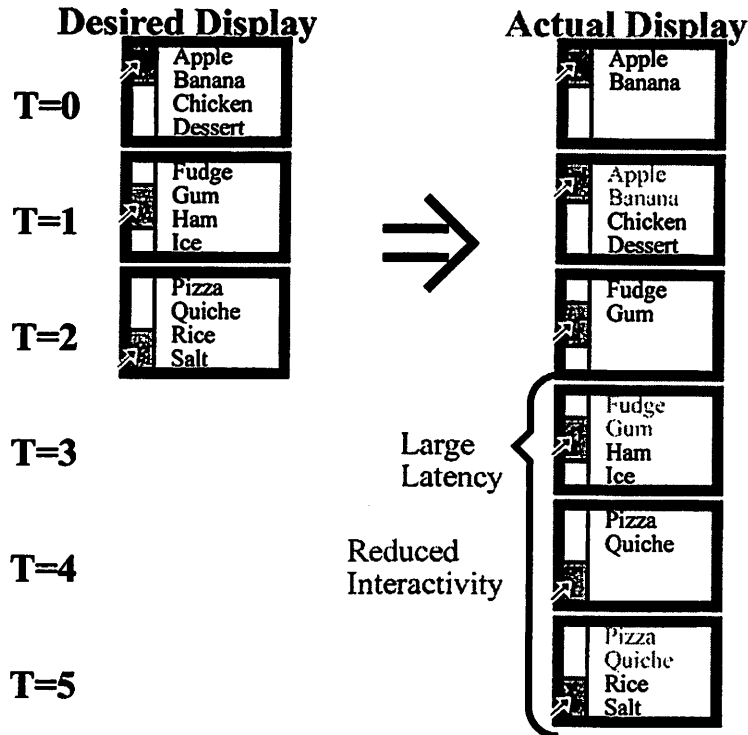 Desired Display
Actual Display
T=0
Apple
Banana
Chicken
Dessert
Apple
Banana
T=1
Fudge
Gum
Ham
Ice
Apple
Banana
Chicken
Dessert
T=2
Pizza
Quiche
Rice
Salt
Fudge
Gum
T=3
Large
Latency
Fudge
Gum
Ham
Ice
T=4
Reduced
Interactivity
Pizza
Quiche
T=5
Pizza
Quiche
Rice
Salt